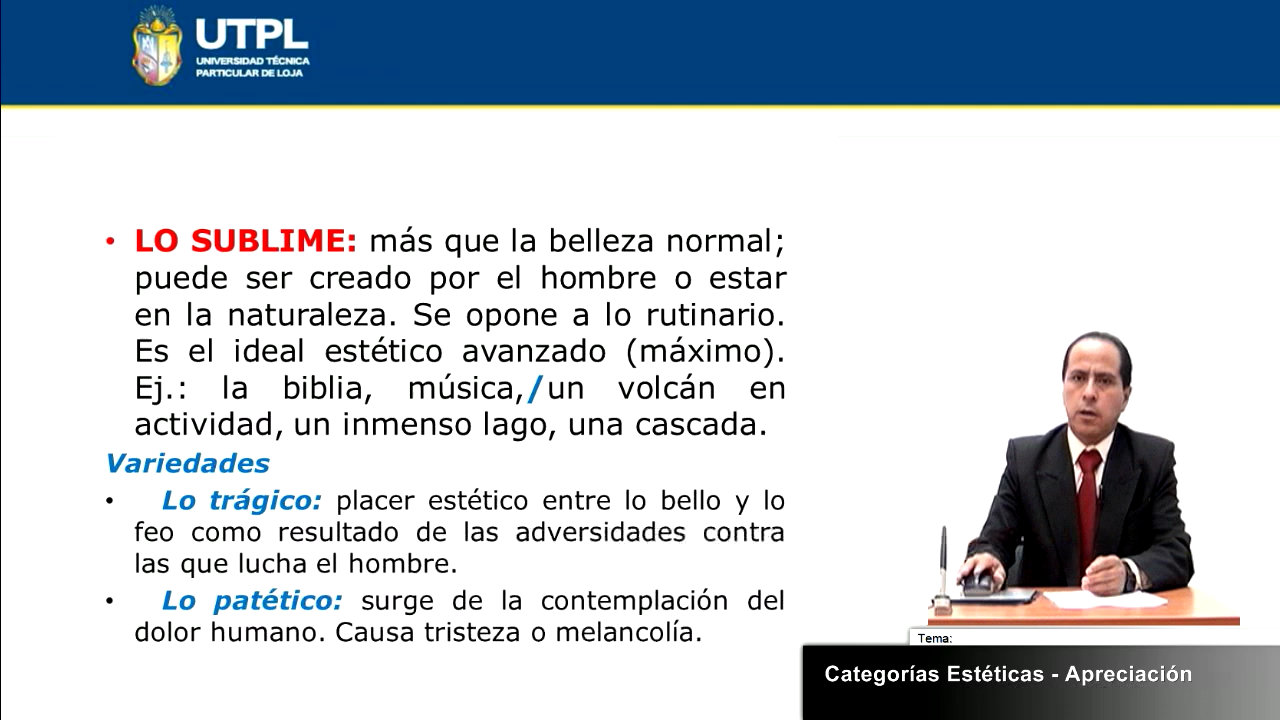 UTPL
UNIVERSIDAD TÉCNICA
PARTICULAR DE LOJA
• LO SUBLIME: más que la belleza normal;
puede ser creado por el hombre o estar
en la naturaleza. Se opone a lo rutinario.
Es el ideal estético avanzado (máximo).
Ej.: la biblia, música,/un volcán en
actividad, un inmenso lago, una cascada.
Variedades
• Lo trágico: placer estético entre lo bello y lo
feo como resultado de las adversidades contra
las que lucha el hombre.
• Lo patético: surge de la contemplación del
dolor humano. Causa tristeza o melancolía.
Tema:
Categorías Estéticas - Apreciación